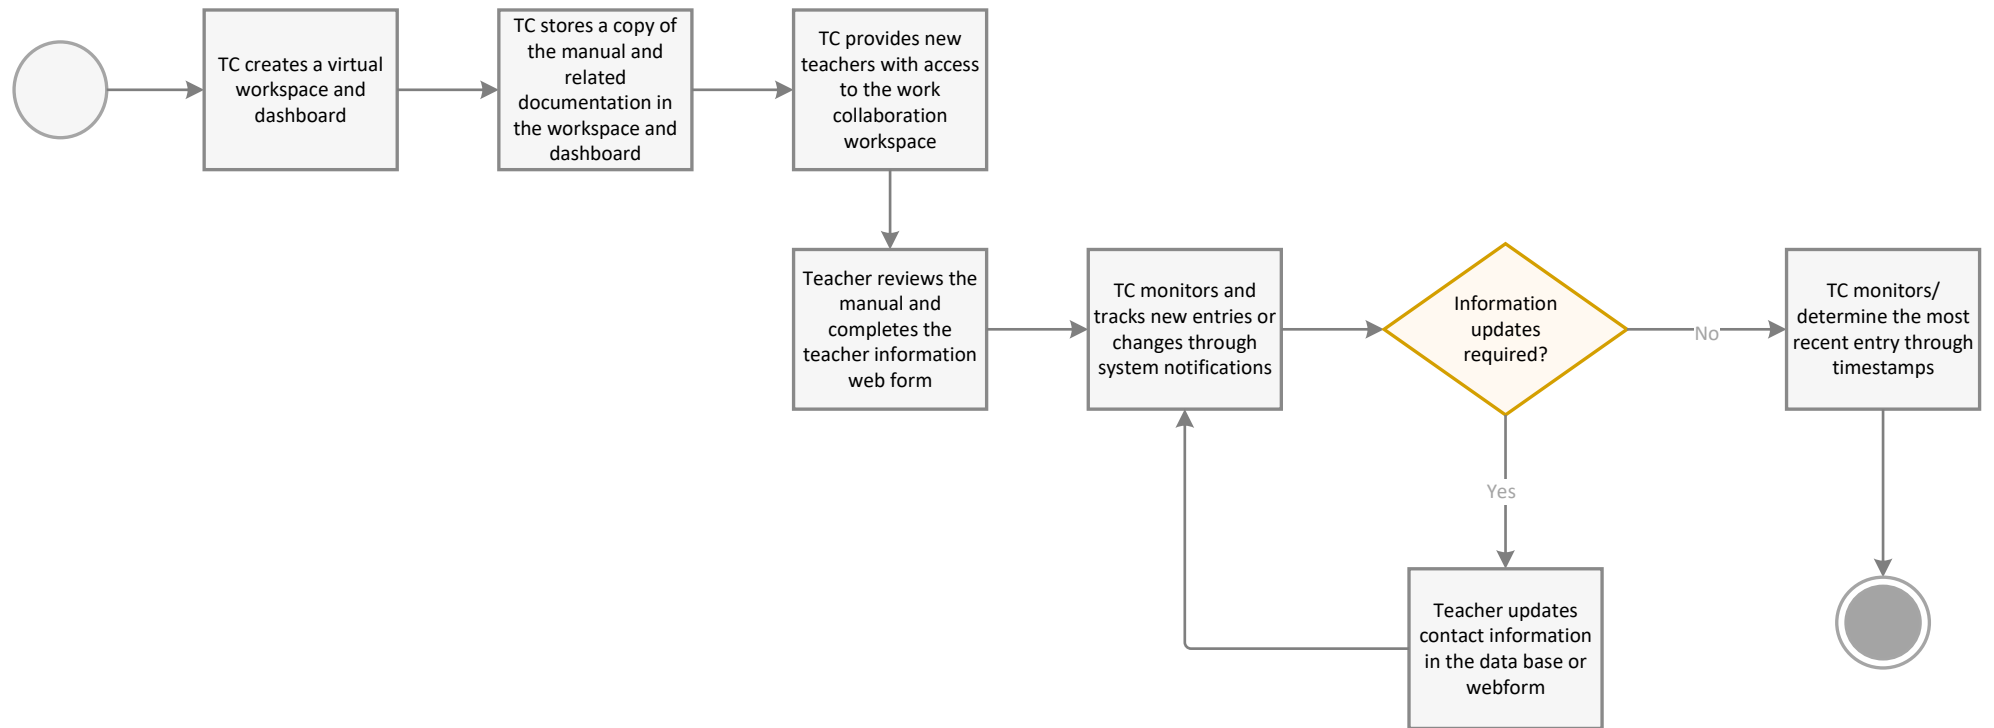 TC creates a virtual
workspace and
dashboard
TC stores a copy of
the manual and
related
documentation in
the workspace and
dashboard
TC provides new
teachers with access
to the work
collaboration
workspace
Teacher reviews the
manual and
completes the
teacher information
web form
TC monitors and
tracks new entries or
changes through
system notifications
Information
updates
required?
No
TC monitors/
determine the most
recent entry through
timestamps
Yes
Teacher updates
contact information
in the data base or
webform